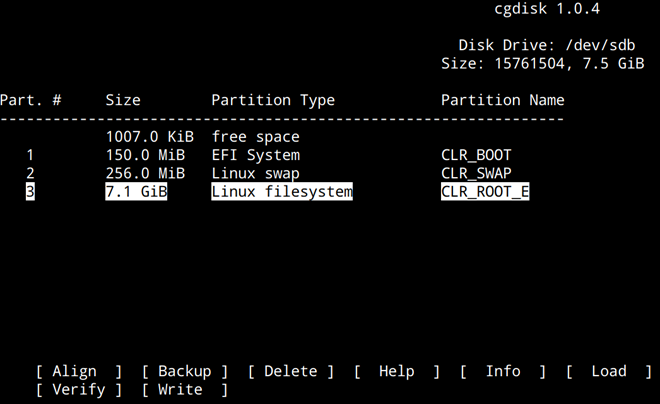 cgdisk 1.0.4
Disk Drive: /dev/sdb
Size: 15761504, 7.5 GiB
Part. # Size Partition Type Partition Name
----------------------------------------------------------------
1007.0 KiB free space
1 150.0 MiB EFI System CLR_BOOT
2 256.0 MiB Linux swap CLR_SWAP
3 7.1 GiB Linux filesystem CLR_ROOT_E
[ Align ] [ Backup ] [ Delete ] [ Help ] [ Info ] [ Load ]
[ Verify ] [ Write ]